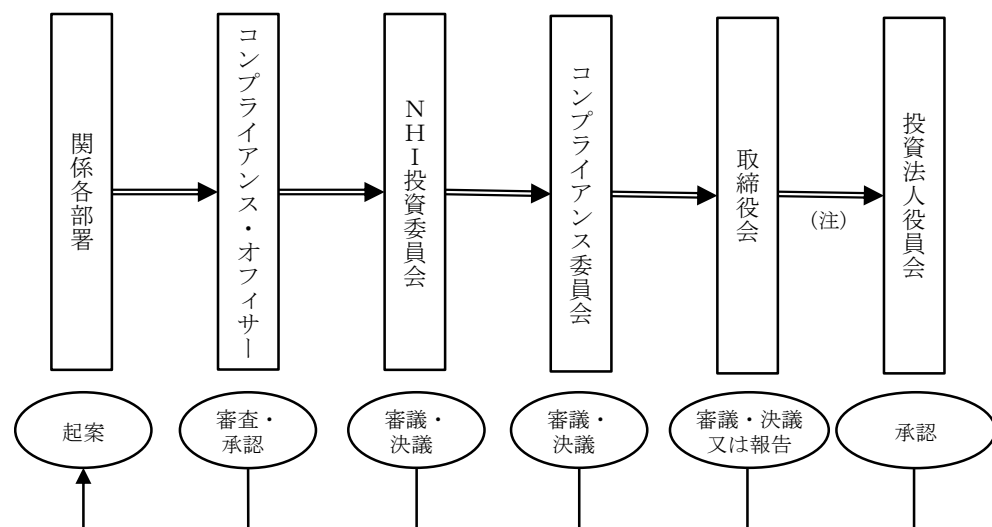 関係各部署
コンプライアンス・オフィサー
NHI投資委員会
コンプライアンス委員会
取締役会
(注)
投資法人役員会
起案
審査・
承認
審議・
決議
審議・
決議
審議・決議
又は報告
承認